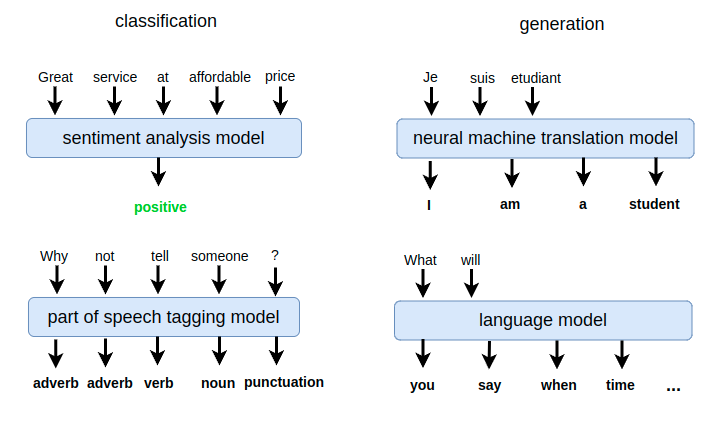 classification
Great service at affordable price
sentiment analysis model
positive
Why not tell someone ?
part of speech tagging model
adverb adverb verb noun punctuation
generation
Je suis etudiant
neural machine translation model
I am a student
What will
language model
you say when time ...